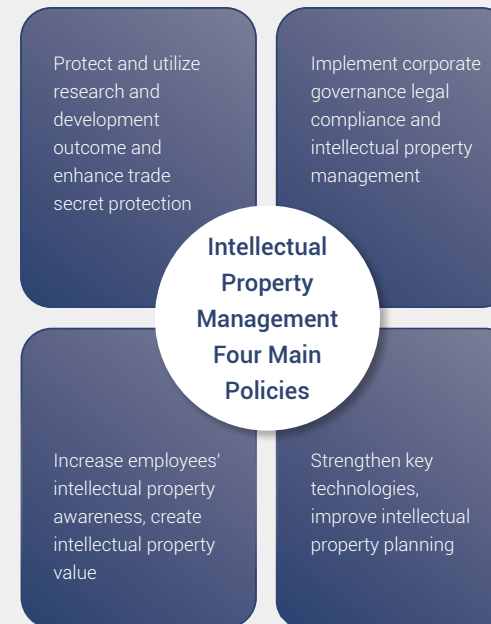 Protect and utilize
research and
development
outcome and
enhance trade
secret protection
Implement corporate
governance legal
compliance and
intellectual property
management
Intellectual
Property
Management
Four Main
Policies
Increase employees’
intellectual property
awareness, create
intellectual property
value
Strengthen key
technologies,
improve intellectual
property planning